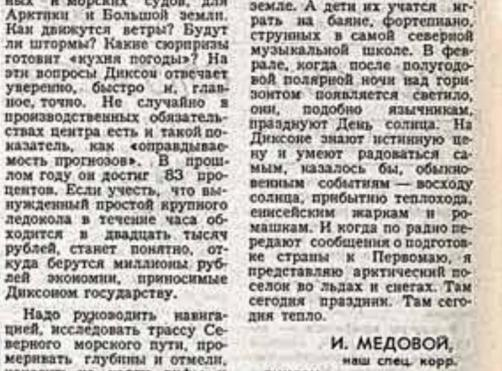 ных и морских судов, для
Арктики и Большой земли.
Как движутся ветры? Будут
ли штормы? Какие сюрпризы
готовит «кухня погоды»? На
эти вопросы Диксон отвечает
уверенно, быстро и, глав-
ное, точно. Не случайно в
производственных обязатель-
ствах центра есть и такой по-
казатель, как «оправдывае-
мость прогнозов». В прош-
лом году он достиг 83 про-
центов. Если учесть, что вы-
нужденный простой крупного
ледокола в течение часа об-
ходится в двадцать тысяч
рублей, станет понятно, от-
куда берутся миллионы руб-
лей экономии, приносимые
Диксоном государству.
Надо руководить навига-
цией, исследовать трассу Се-
верного морского пути, про-
меривать глубины и отмели,
земле. А дети их учатся иг-
рать на баяне, фортепиано,
струнных в самой северной
музыкальной школе. В фев-
рале, когда после полугодо-
вой полярной ночи над гори-
зонтом появляется светило,
они, подобно язычникам,
празднуют День солнца. На
Диксоне знают истинную це-
ну и умеют радоваться са-
мым, казалось бы, обыкно-
венным событиям — восходу
солнца, прибытию теплохода,
енисейским жаркам и ро-
машкам. И когда по радио пе-
редают сообщения о подготов-
ке страны к Первомаю, я
представляю арктический по-
селок во льдах и снегах. Там
сегодня праздник. Там сего-
дня тепло.
И. МЕДОВОЙ,
наш спец. корр.